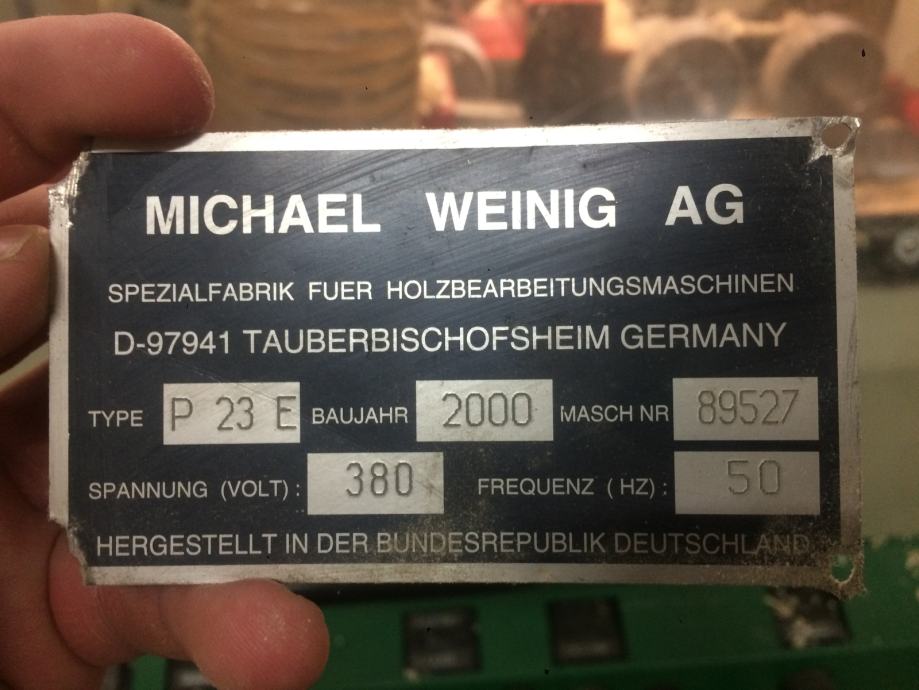 MICHAEL WEINIG AG
SPEZIALFABRIK FUER HOLZBEARBEITUNGSMASCHINEN
D-97941 TAUBERBISCHOFSHEIM GERMANY
TYPE P 23 E BAUJAHR 2000 MASCH NR 89527
SPANNUNG (VOLT) : 380 FREQUENZ ( HZ) : 50
HERGESTELLT IN DER BUNDESREPUBLIK DEUTSCHLAND